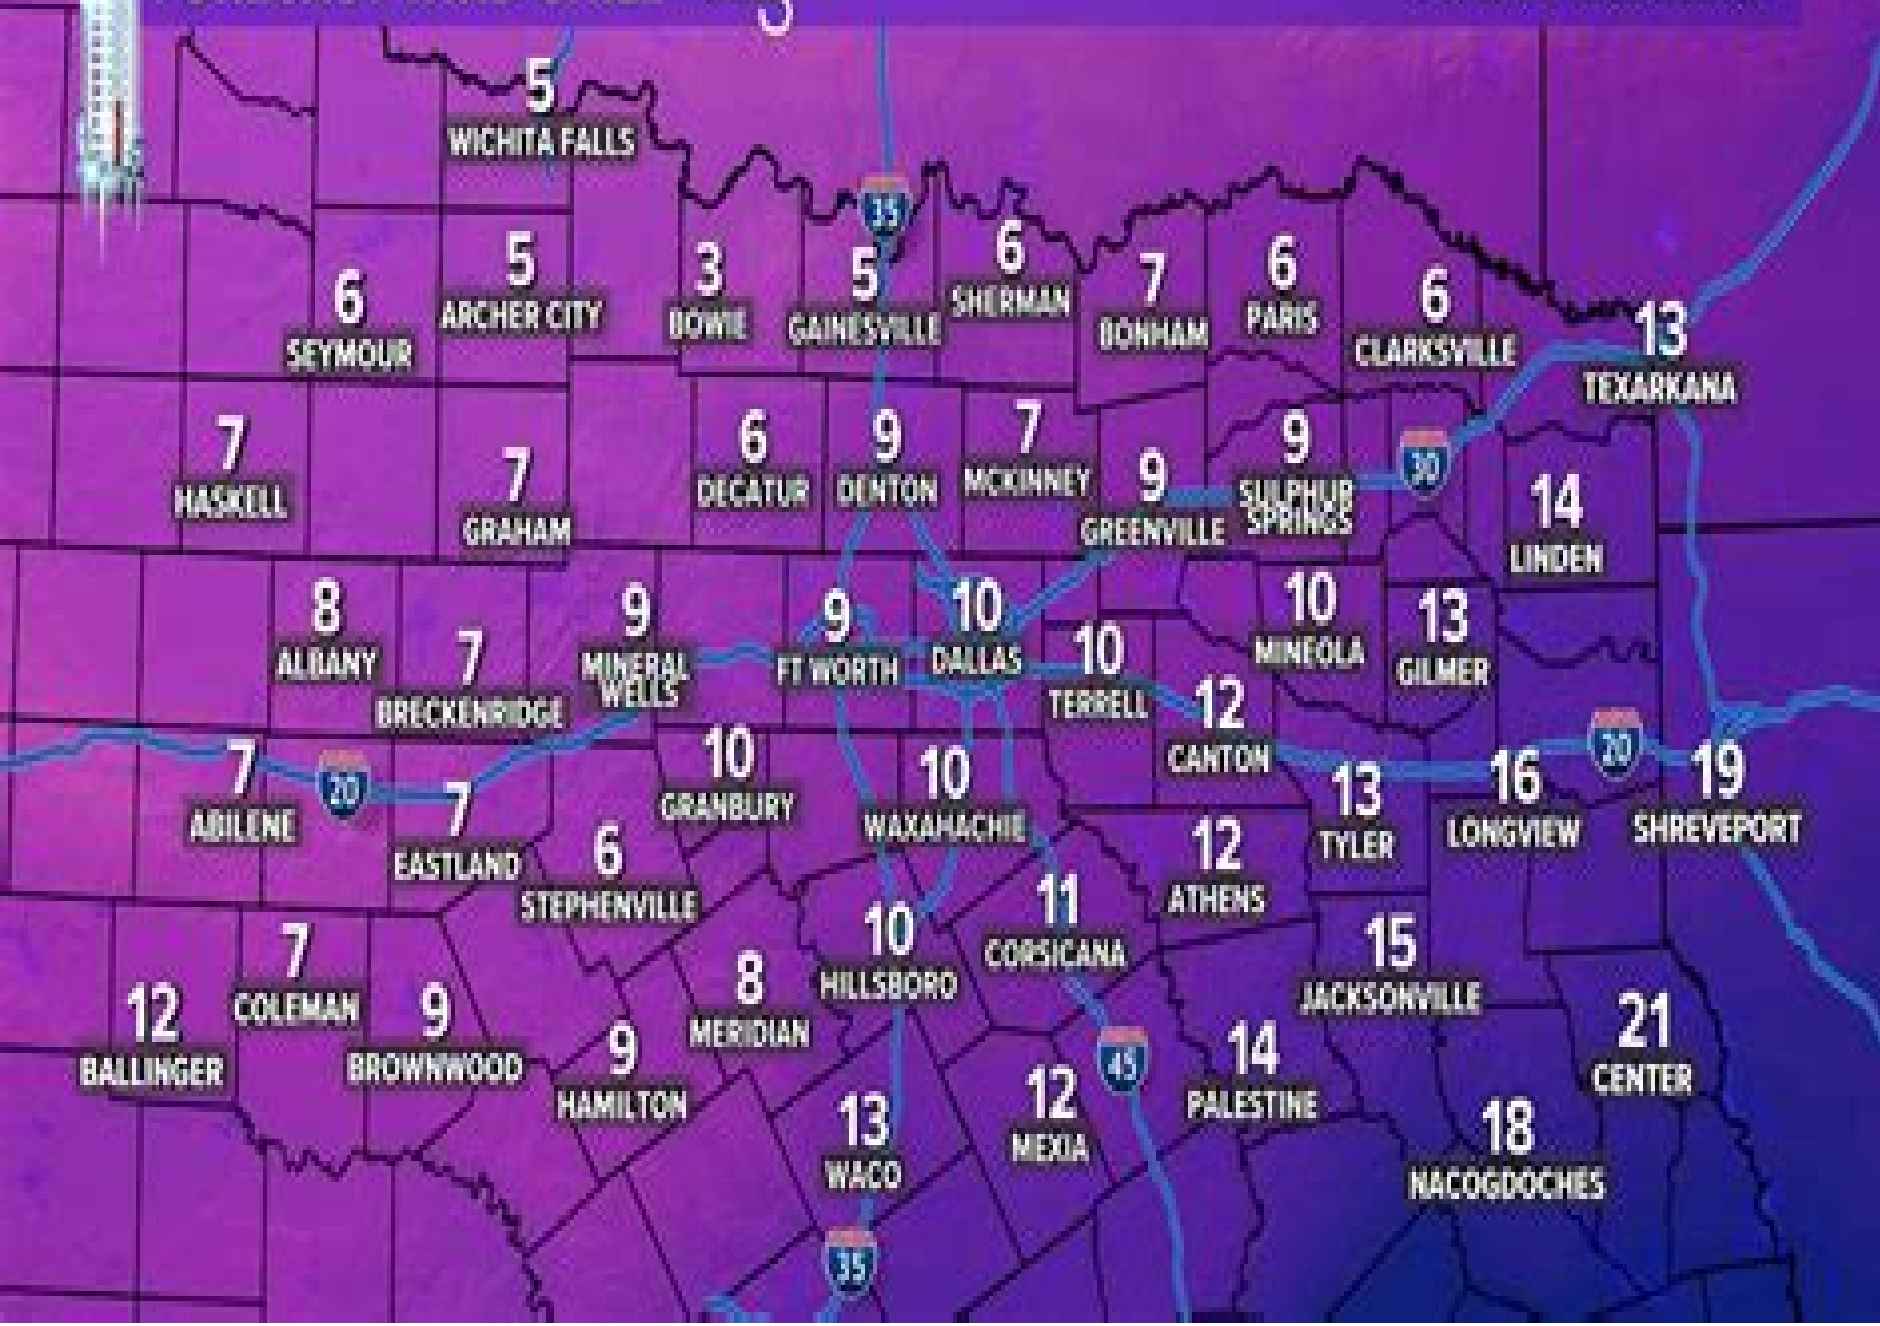 5
WICHITA FALLS
35
6
SEYMOUR
5
ARCHER CITY
3
BOWIE
5
GAINESVILLE
6
SHERMAN
7
BONHAM
6
PARIS
6
CLARKSVILLE
13
TEXARKANA
7
HASKELL
7
GRAHAM
6
DECATUR
9
DENTON
7
MCKINNEY
9
GREENVILLE
9
SULPHUR
SPRINGS
30
14
LINDEN
8
ALBANY
7
BRECKENRIDGE
9
MINERAL
WELLS
9
FT WORTH
10
DALLAS
10
TERRELL
12
CANTON
10
MINEOLA
13
GILMER
7
ABILENE
20
7
EASTLAND
10
GRANBURY
10
WAXAHACHIE
13
TYLER
16
LONGVIEW
20
19
SHREVEPORT
6
STEPHENVILLE
12
ATHENS
12
BALLINGER
7
COLEMAN
9
BROWNWOOD
9
HAMILTON
8
MERIDIAN
10
HILLSBORO
11
CORSICANA
15
JACKSONVILLE
21
CENTER
13
WACO
12
MEXIA
45
14
PALESTINE
18
NACOGDOCHES
35